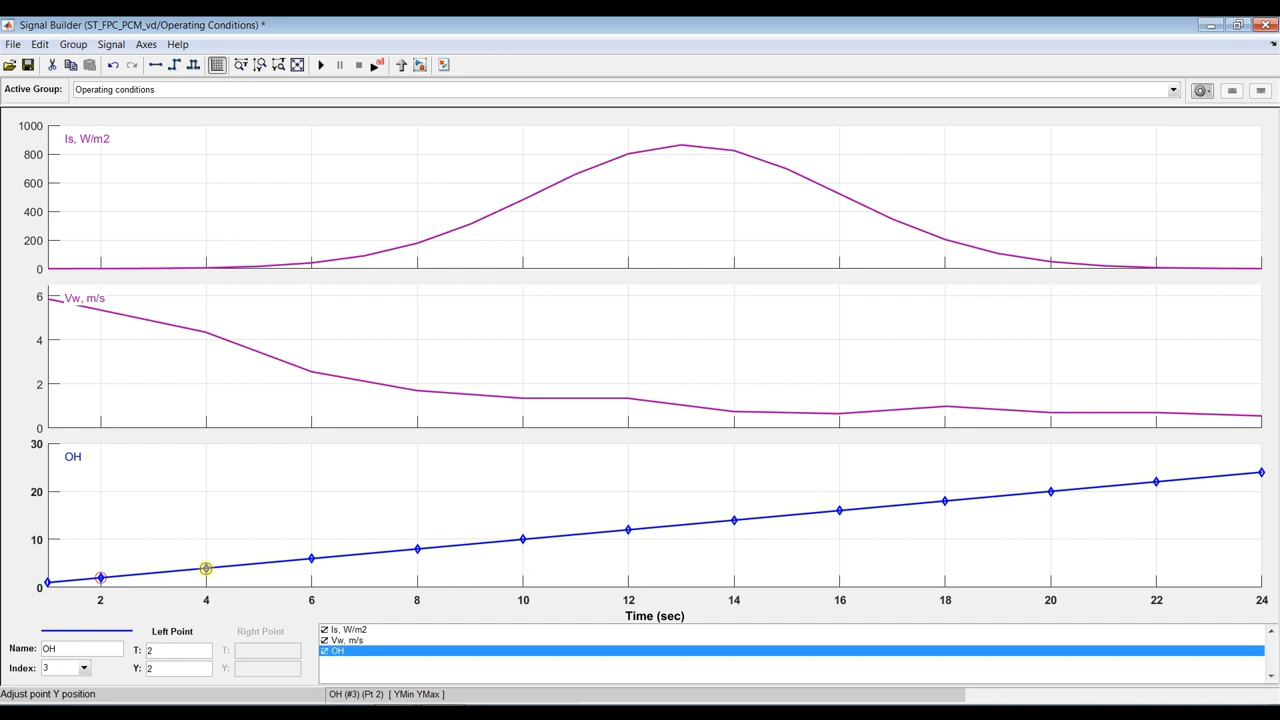 Signal Builder (ST_FPC_PCM_vd/Operating Conditions) *
File Edit Group Signal Axes Help
Active Group: Operating conditions
Is, W/m2
1000
800
600
400
200
0
Vw, m/s
6
4
2
0
OH
30
20
10
0
2 4 6 8 10 12 14 16 18 20 22 24
Time (sec)
Left Point Right Point
Name: OH T: 2 T:
Index: 3 Y: 2 Y:
Is, W/m2
Vw, m/s
OH
Adjust point Y position OH (#3) (Pt 2) [ YMin YMax ]